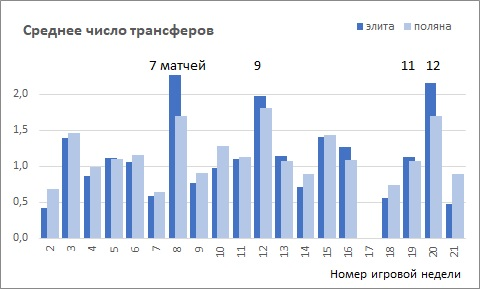 Среднее число трансферов
элита
поляна
7 матчей
9
11
12
2,0
1,5
1,0
0,5
0,0
2 3 4 5 6 7 8 9 10 11 12 13 14 15 16 17 18 19 20 21
Номер игровой недели